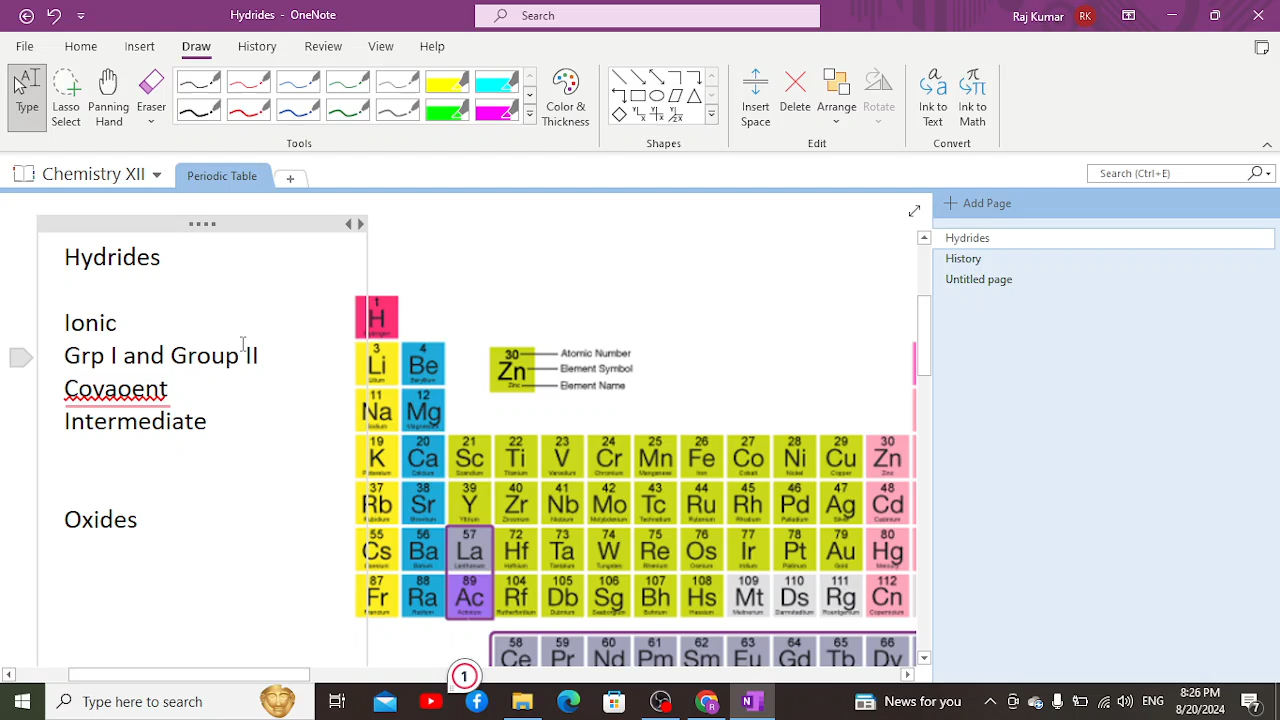 Hydrides - OneNote
Search
Raj Kumar
RK
File
Home
Insert
Draw
History
Review
View
Help
Type
Lasso Select
Panning Hand
Eraser
Color & Thickness
Insert Space
Delete
Arrange
Rotate
Ink to Text
Ink to Math
Tools
Shapes
Edit
Convert
Chemistry XII
Periodic Table
Search (Ctrl+E)
Add Page
Hydrides
History
Untitled page
Hydrides
Ionic
Grp I and Group II
Covaoent
Intermediate
Oxides
H
3 4 30 Atomic Number
Li Be Zn Element Symbol
Zinc Element Name
11 12
Na Mg
19 20 21 22 23 24 25 26 27 28 29 30
K Ca Sc Ti V Cr Mn Fe Co Ni Cu Zn
37 38 39 40 41 42 43 44 45 46 47 48
Rb Sr Y Zr Nb Mo Tc Ru Rh Pd Ag Cd
55 56 57 72 73 74 75 76 77 78 79 80
Cs Ba La Hf Ta W Re Os Ir Pt Au Hg
87 88 89 104 105 106 107 108 109 110 111 112
Fr Ra Ac Rf Db Sg Bh Hs Mt Ds Rg Cn
58 59 60 61 62 63 64 65 66
Ce Pr Nd Pm Sm Eu Gd Tb Dy
1
Type here to search
News for you
8:26 PM
8/20/2024
7